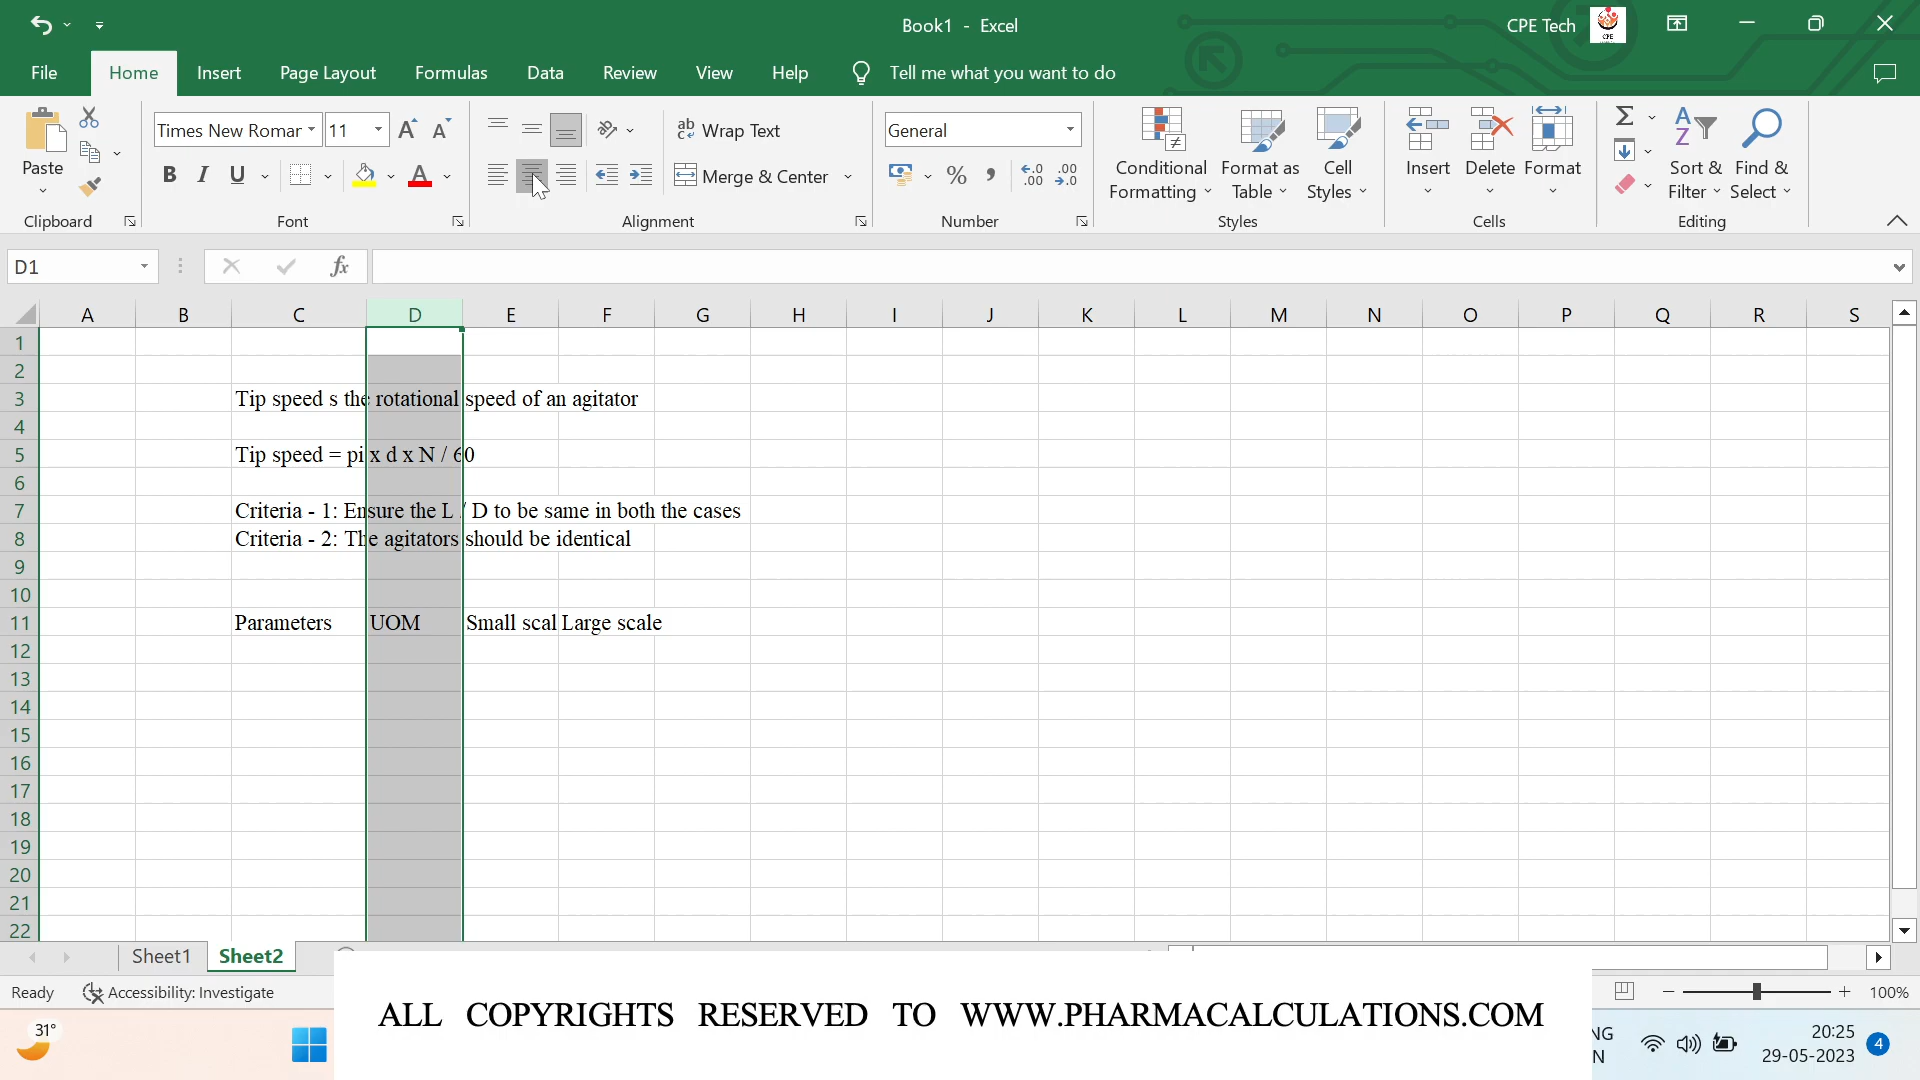 Book1 - Excel
CPE Tech
File Home Insert Page Layout Formulas Data Review View Help Tell me what you want to do
Paste
Clipboard
Times New Romar 11
B I U A
Font
Wrap Text
Merge & Center
Alignment
General
% ,
Number
Conditional Formatting
Format as Table
Cell Styles
Styles
Insert Delete Format
Cells
Sort & Filter
Find & Select
Editing
D1
fx
A B C D E F G H I J K L M N O P Q R S
1
2
3 Tip speed s the rotational speed of an agitator
4
5 Tip speed = pi x d x N / 60
6
7 Criteria - 1: Ensure the L / D to be same in both the cases
8 Criteria - 2: The agitators should be identical
9
10
11 Parameters UOM Small scal Large scale
12
13
14
15
16
17
18
19
20
21
22
Sheet1 Sheet2
Ready Accessibility: Investigate 100%
ALL COPYRIGHTS RESERVED TO WWW.PHARMACALCULATIONS.COM
31°
20:25
29-05-2023
4